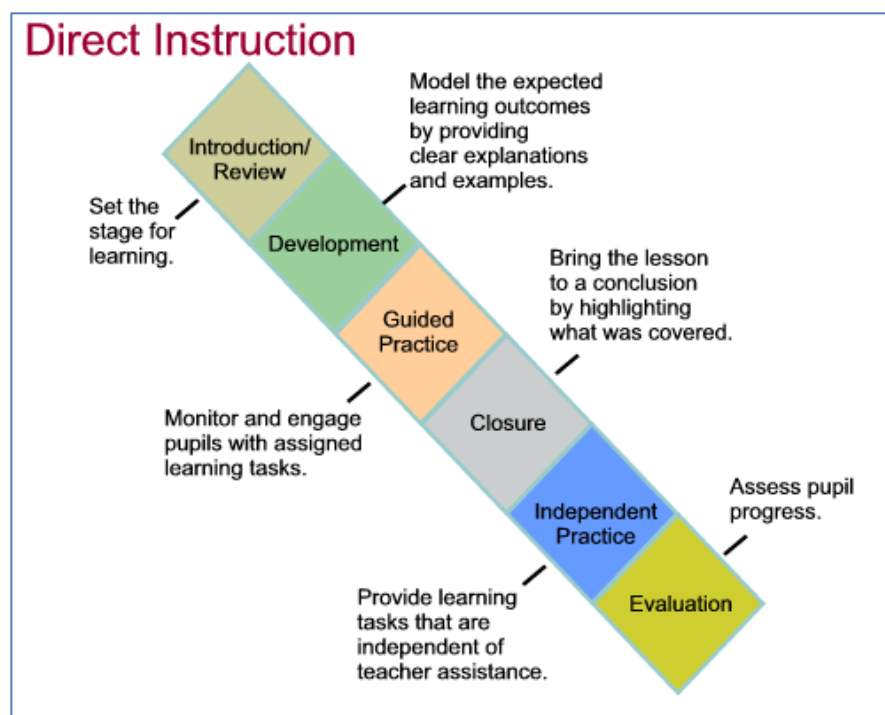 Direct Instruction
Introduction/
Review
Set the
stage for
learning.
Model the expected
learning outcomes
by providing
clear explanations
and examples.
Development
Guided
Practice
Monitor and engage
pupils with assigned
learning tasks.
Bring the lesson
to a conclusion
by highlighting
what was covered.
Closure
Independent
Practice
Provide learning
tasks that are
independent of
teacher assistance.
Assess pupil
progress.
Evaluation